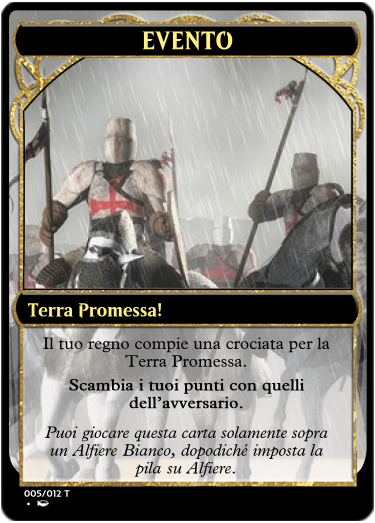 EVENTO
Terra Promessa!
Il tuo regno compie una crociata per la
Terra Promessa.
Scambia i tuoi punti con quelli
dell'avversario.
Puoi giocare questa carta solamente sopra
un Alfiere Bianco, dopodiché imposta la
pila su Alfiere.
005/012 T